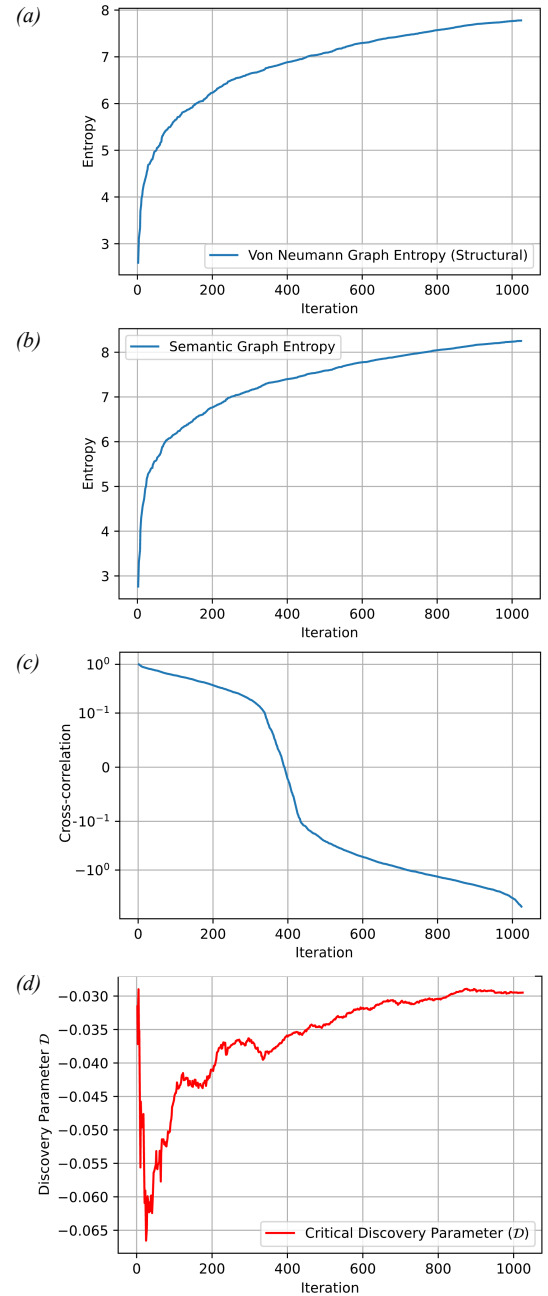 (a)
8
7
6
5
4
3
Entropy
Von Neumann Graph Entropy (Structural)
0 200 400 600 800 1000
Iteration
(b)
8
7
6
5
4
3
Entropy
Semantic Graph Entropy
0 200 400 600 800 1000
Iteration
(c)
10⁰
10⁻¹
0
-10⁻¹
−10⁰
Cross-correlation
0 200 400 600 800 1000
Iteration
(d)
−0.030
−0.035
−0.040
−0.045
−0.050
−0.055
−0.060
−0.065
Discovery Parameter 𝒟
Critical Discovery Parameter (𝒟)
0 200 400 600 800 1000
Iteration